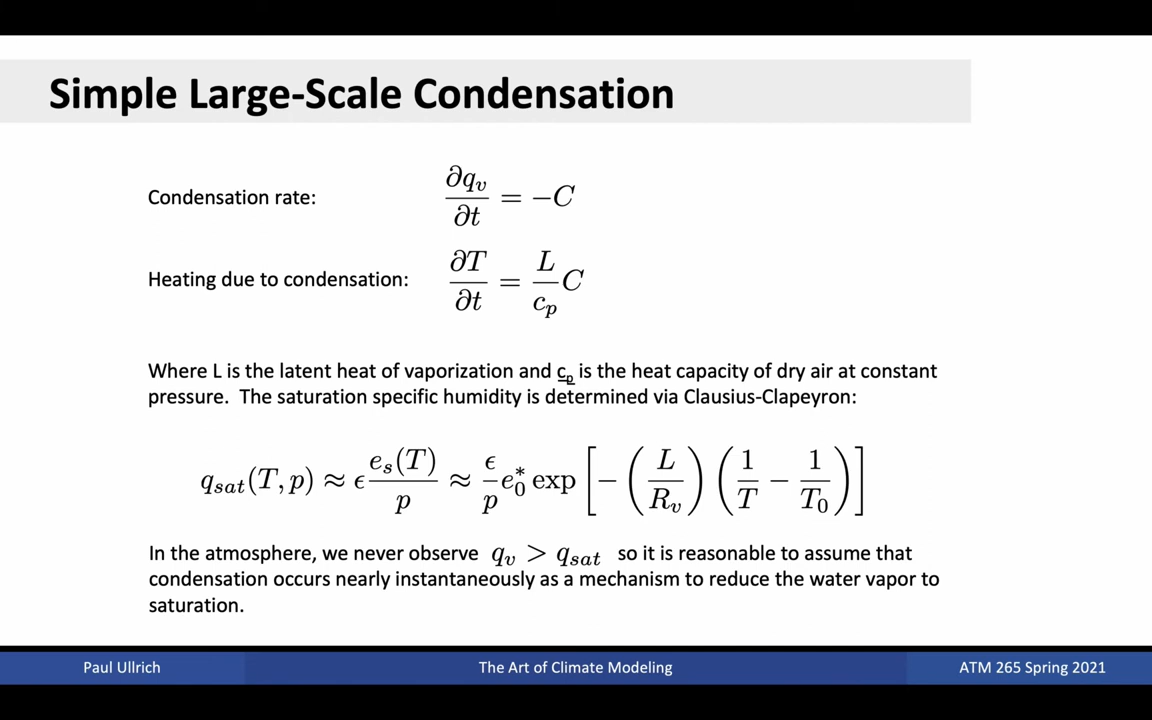 Simple Large-Scale Condensation
Condensation rate: ∂q_v/∂t = −C
Heating due to condensation: ∂T/∂t = L/c_p C
Where L is the latent heat of vaporization and c_p is the heat capacity of dry air at constant
pressure. The saturation specific humidity is determined via Clausius-Clapeyron:
q_sat(T, p) ≈ ϵ e_s(T)/p ≈ ϵ/p e_0^* exp [−(L/R_v)(1/T − 1/T_0)]
In the atmosphere, we never observe q_v > q_sat so it is reasonable to assume that
condensation occurs nearly instantaneously as a mechanism to reduce the water vapor to
saturation.
Paul Ullrich The Art of Climate Modeling ATM 265 Spring 2021